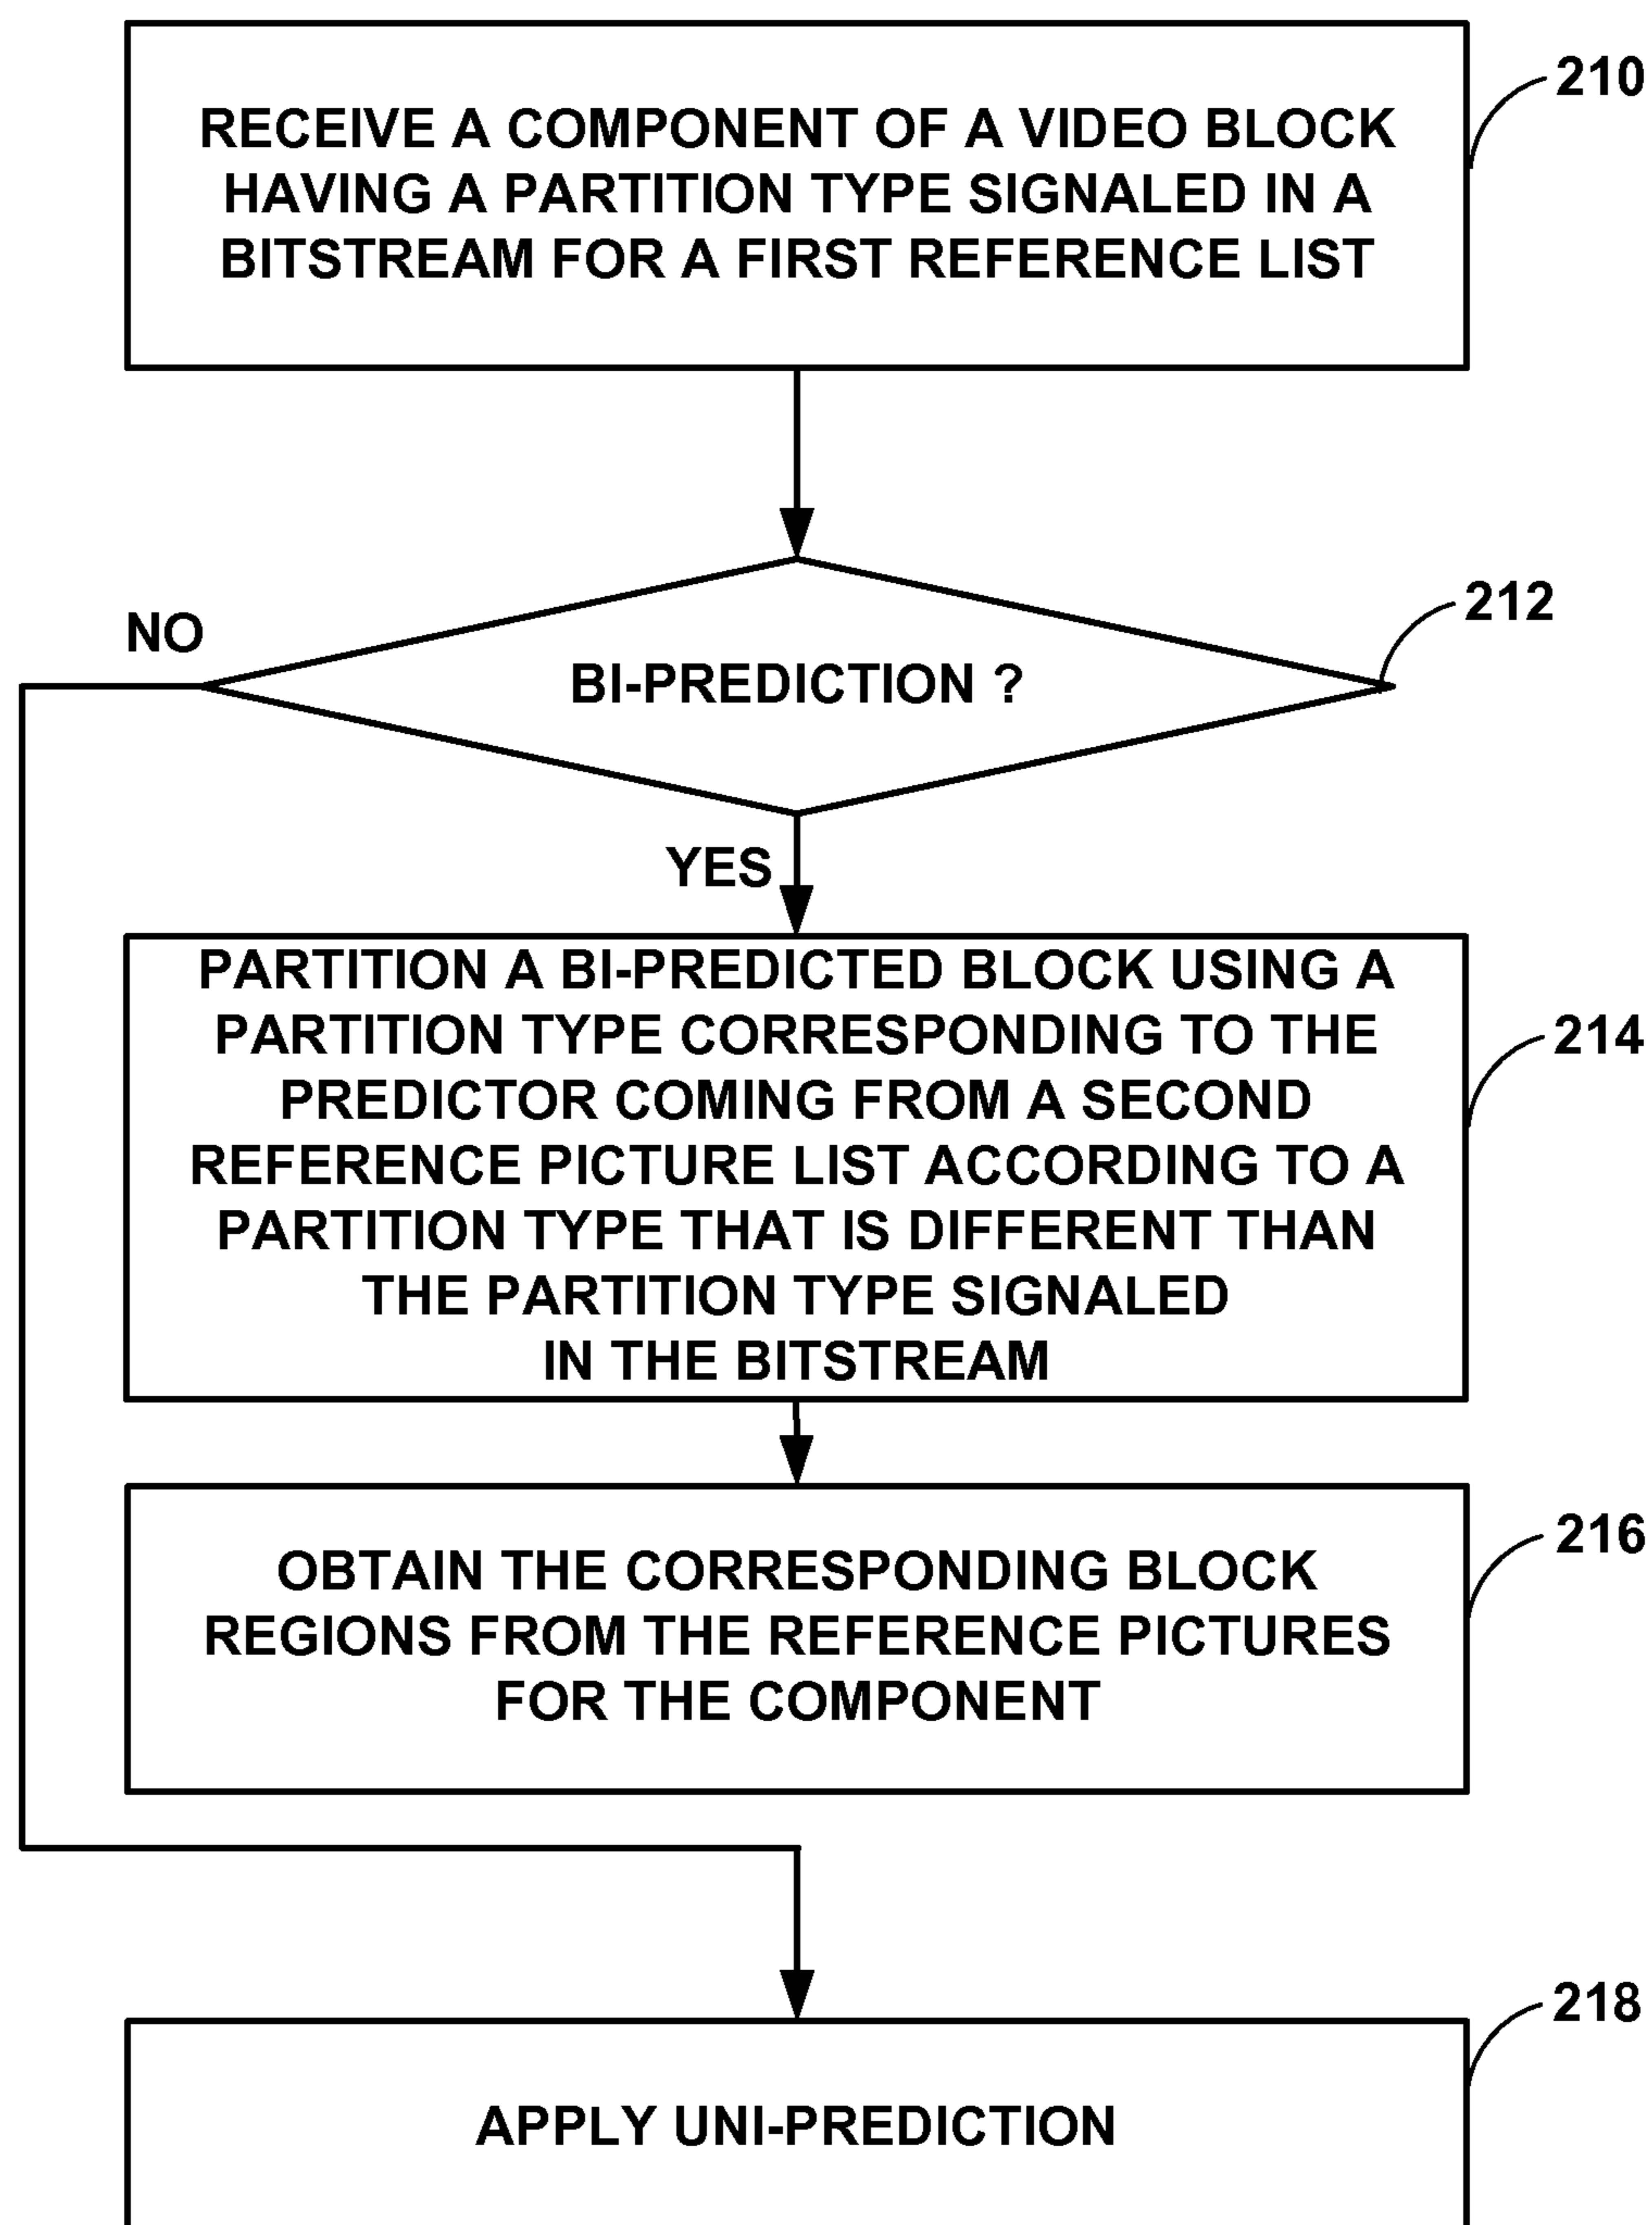 210
RECEIVE A COMPONENT OF A VIDEO BLOCK
HAVING A PARTITION TYPE SIGNALED IN A
BITSTREAM FOR A FIRST REFERENCE LIST
212
NO
BI-PREDICTION ?
YES
PARTITION A BI-PREDICTED BLOCK USING A
PARTITION TYPE CORRESPONDING TO THE
214
PREDICTOR COMING FROM A SECOND
REFERENCE PICTURE LIST ACCORDING TO A
PARTITION TYPE THAT IS DIFFERENT THAN
THE PARTITION TYPE SIGNALED
IN THE BITSTREAM
216
OBTAIN THE CORRESPONDING BLOCK
REGIONS FROM THE REFERENCE PICTURES
FOR THE COMPONENT
218
APPLY UNI-PREDICTION